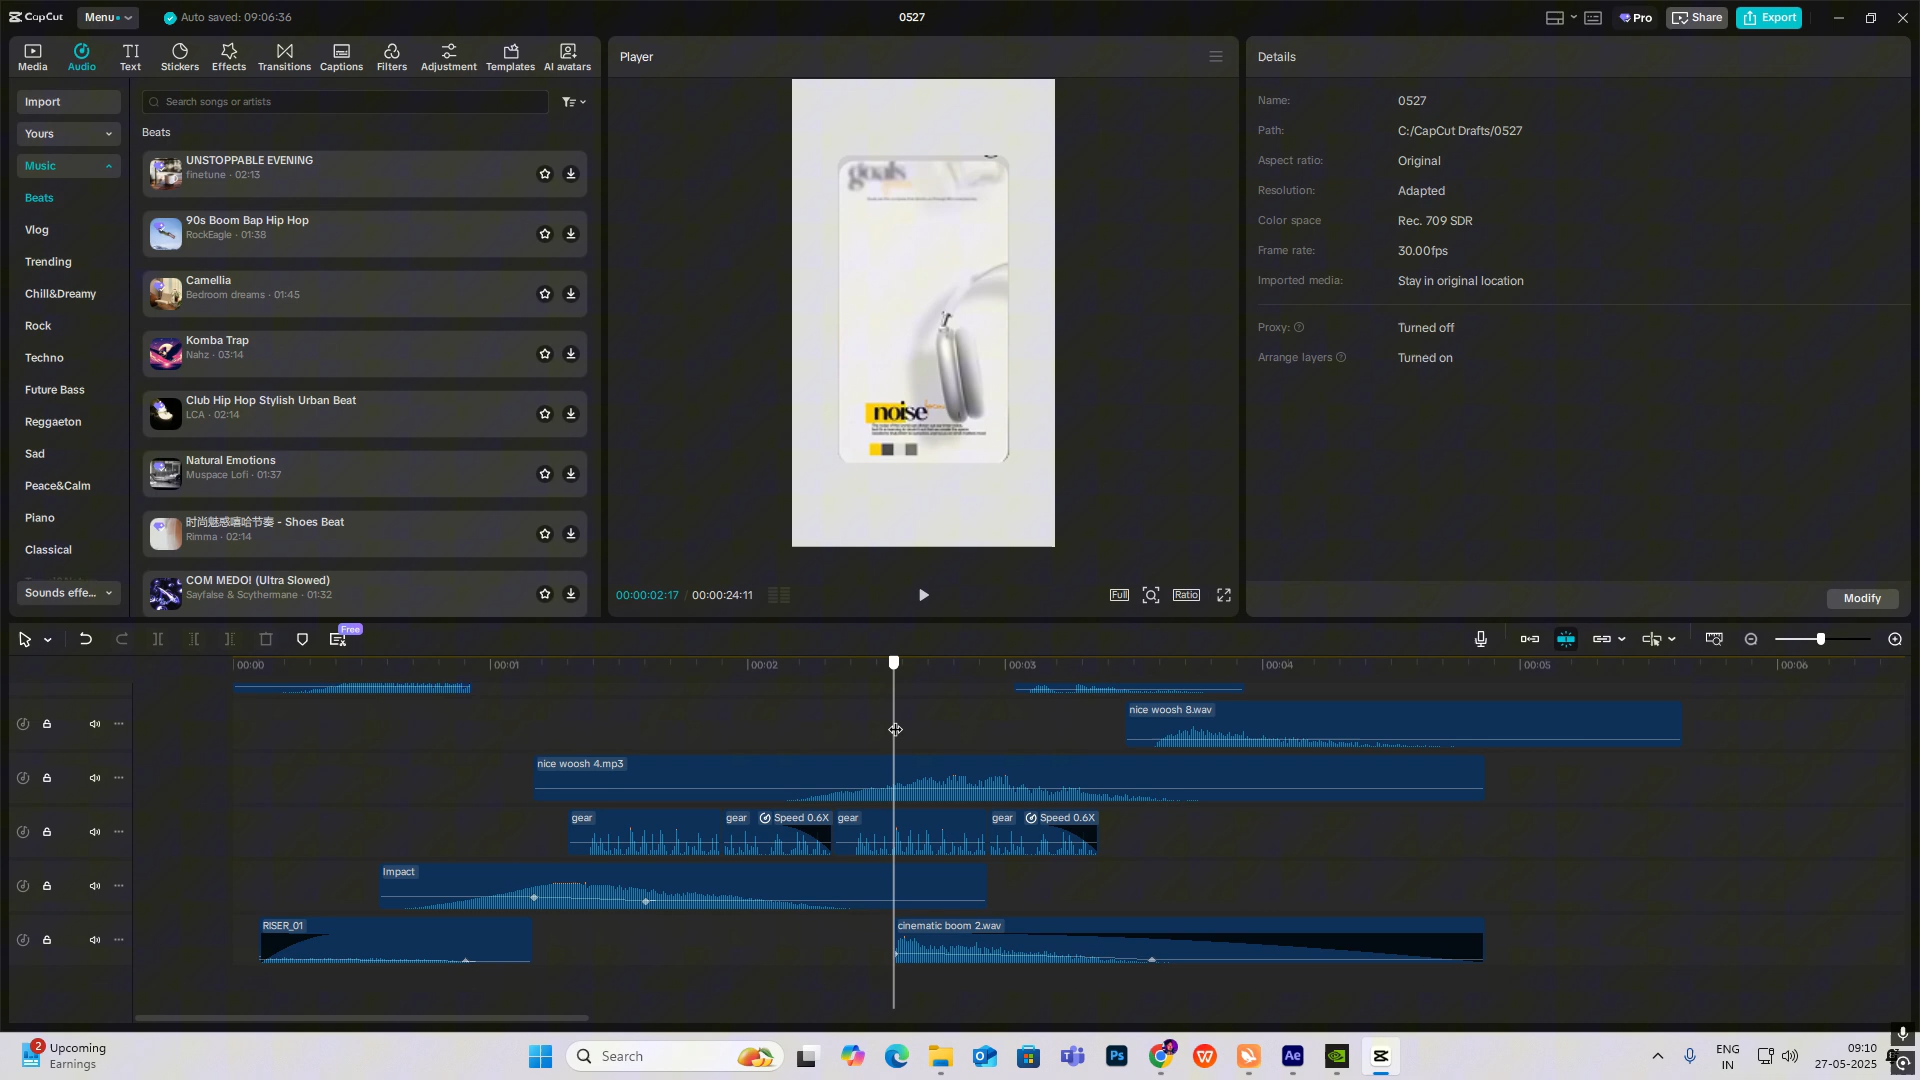 CapCut
Menu
Auto saved: 09:06:36
0527
Pro
Share
Export
Media
Audio
Text
Stickers
Effects
Transitions
Captions
Filters
Adjustment
Templates
AI avatars
Import
Yours
Music
Beats
Vlog
Trending
Chill&Dreamy
Rock
Techno
Future Bass
Reggaeton
Sad
Peace&Calm
Piano
Classical
Sounds effe...
Search songs or artists
Beats
UNSTOPPABLE EVENING
finetune · 02:13
90s Boom Bap Hip Hop
RockEagle · 01:38
Camellia
Bedroom dreams · 01:45
Komba Trap
Nahz · 03:14
Club Hip Hop Stylish Urban Beat
LCA · 02:14
Natural Emotions
Muspace Lofi · 01:37
时尚魅惑嘻哈节奏 - Shoes Beat
Rimma · 02:14
COM MEDO! (Ultra Slowed)
Sayfalse & Scythermane · 01:32
Player
goals
noise
00:00:02:17 / 00:00:24:11
Full
Ratio
Details
Name: 0527
Path: C:/CapCut Drafts/0527
Aspect ratio: Original
Resolution: Adapted
Color space Rec. 709 SDR
Frame rate: 30.00fps
Imported media: Stay in original location
Proxy: Turned off
Arrange layers Turned on
Modify
Free
00:00 00:01 00:02 00:03 00:04 00:05 00:06
nice woosh 8.wav
nice woosh 4.mp3
gear gear Speed 0.6X gear gear Speed 0.6X
Impact
RISER_01 cinematic boom 2.wav
2
Upcoming
Earnings
Search
Ps
Ae
ENG
IN
09:10
27-05-2025